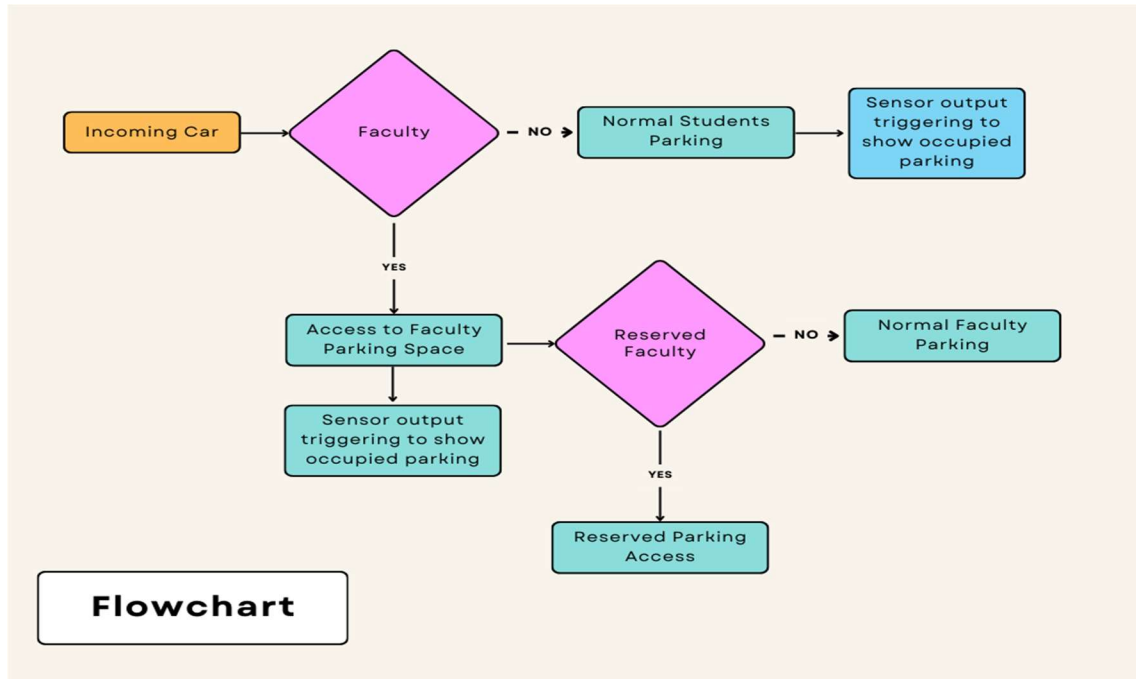 Incoming Car
Faculty
NO
Normal Students
Parking
Sensor output
triggering to
show occupied
parking
YES
Access to Faculty
Parking Space
Reserved
Faculty
NO
Normal Faculty
Parking
Sensor output
triggering to show
occupied parking
YES
Reserved Parking
Access
Flowchart